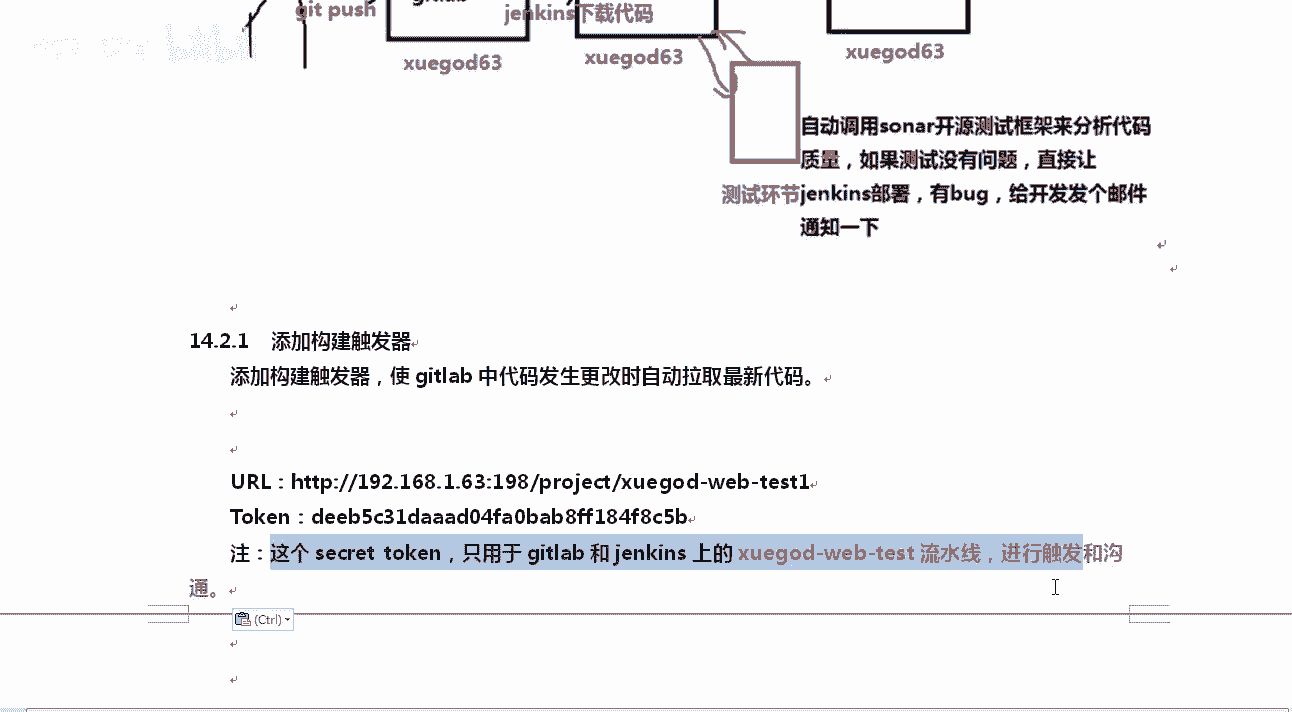 git push
gitlab
jenkins下载代码
xuegod63
xuegod63
xuegod63
自动调用sonar开源测试框架来分析代码
质量，如果测试没有问题，直接让
测试环节
jenkins部署，有bug，给开发发个邮件
通知一下
14.2.1 添加构建触发器
添加构建触发器，使 gitlab 中代码发生更改时自动拉取最新代码。
URL：http://192.168.1.63:198/project/xuegod-web-test1
Token：deeb5c31daaad04fa0bab8ff184f8c5b
注：这个 secret token，只用于 gitlab 和 jenkins 上的 xuegod-web-test 流水线，进行触发和沟
通。
(Ctrl)